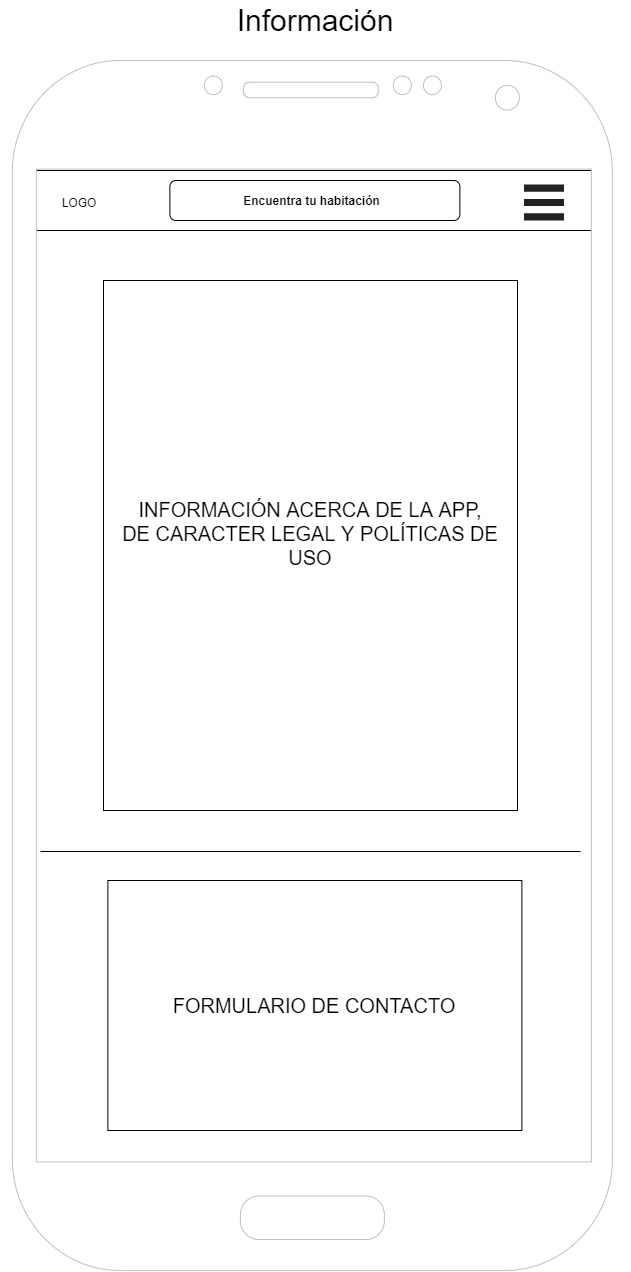 Información
LOGO
Encuentra tu habitación
INFORMACIÓN ACERCA DE LA APP,
DE CARACTER LEGAL Y POLÍTICAS DE
USO
FORMULARIO DE CONTACTO